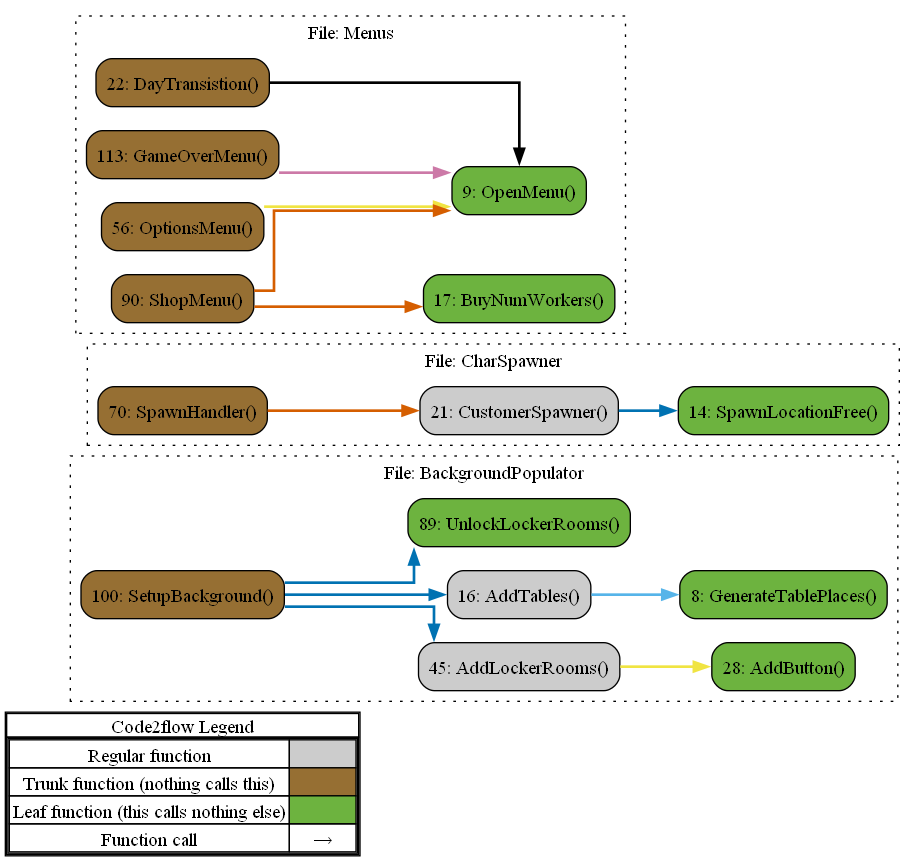 File: Menus
22: DayTransistion()
113: GameOverMenu()
9: OpenMenu()
56: OptionsMenu()
90: ShopMenu()
17: BuyNumWorkers()
File: CharSpawner
70: SpawnHandler()
21: CustomerSpawner()
14: SpawnLocationFree()
File: BackgroundPopulator
89: UnlockLockerRooms()
100: SetupBackground()
16: AddTables()
8: GenerateTablePlaces()
45: AddLockerRooms()
28: AddButton()
Code2flow Legend
Regular function
Trunk function (nothing calls this)
Leaf function (this calls nothing else)
Function call →